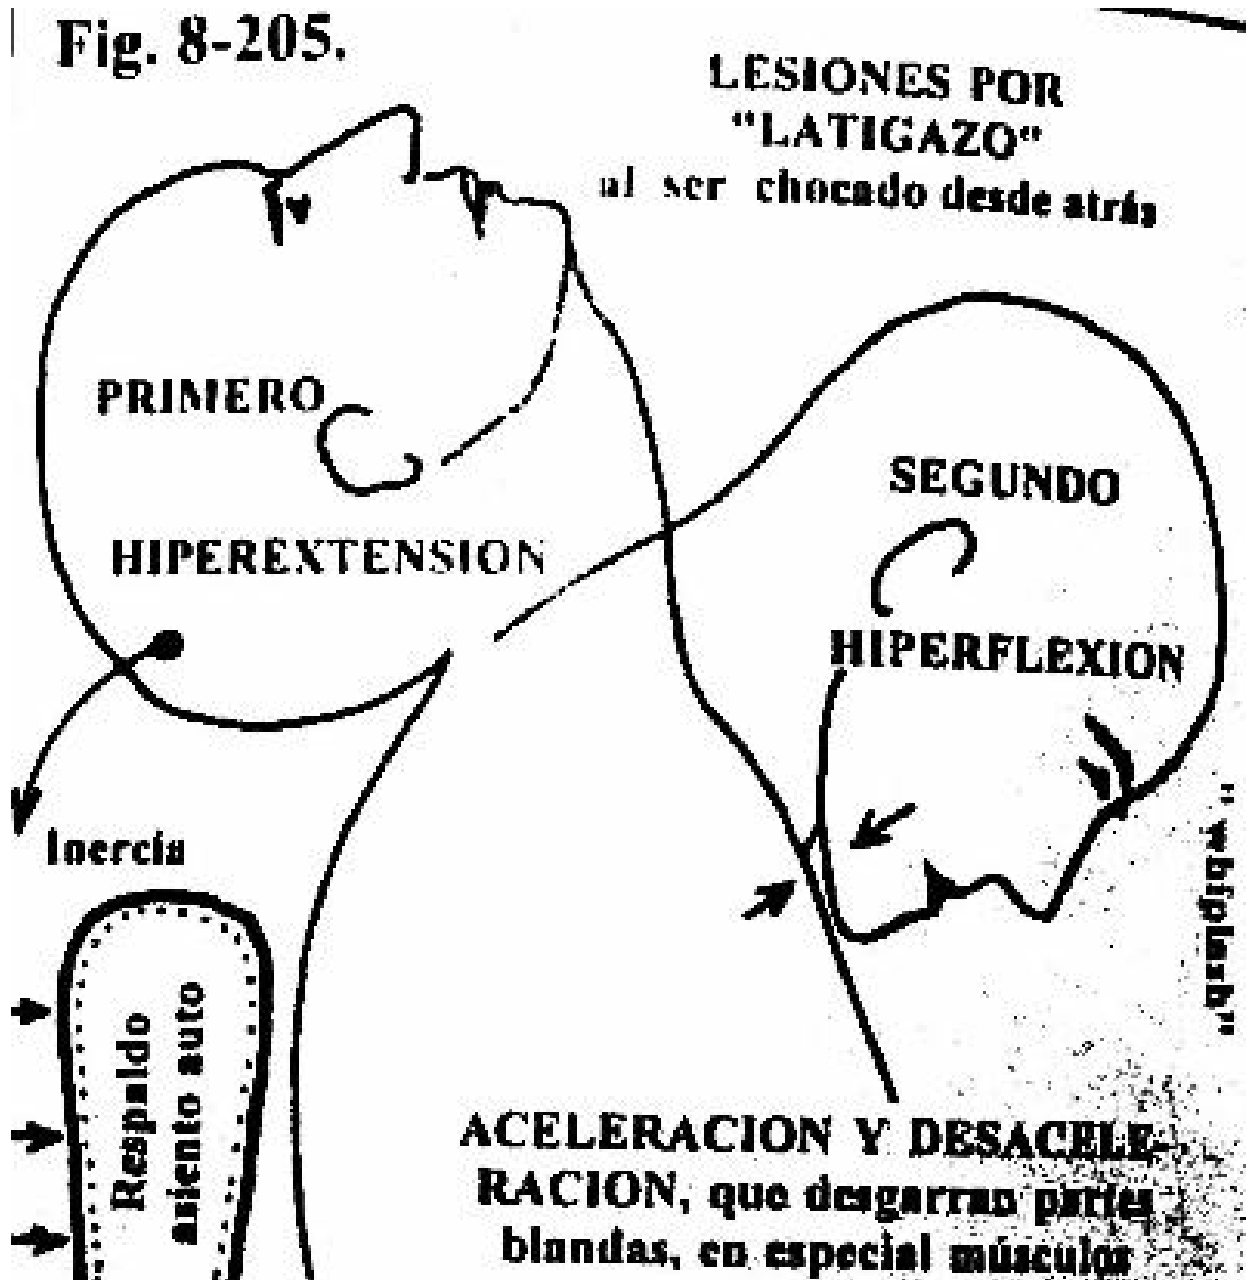 Fig. 8-205.
LESIONES POR
"LATIGAZO"
al ser chocado desde atrás
PRIMERO
HIPEREXTENSION
SEGUNDO
HIPERFLEXION
Inercia
Respaldo
asiento auto
"whiplash"
ACELERACION Y DESACELE-
RACION, que desgarran partes
blandas, en especial músculos